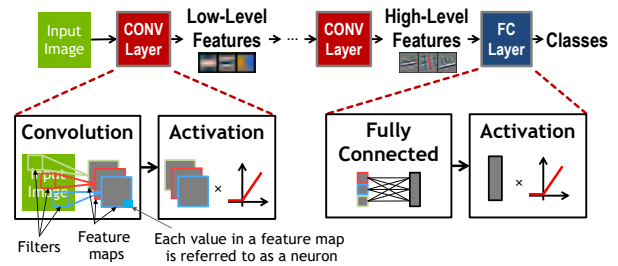 Input
Image
CONV
Layer
Low-Level
Features
...
CONV
Layer
High-Level
Features
FC
Layer
Classes
Convolution
Activation
Input
Image
×
Filters
Feature
maps
Each value in a feature map
is referred to as a neuron
Fully
Connected
Activation
×